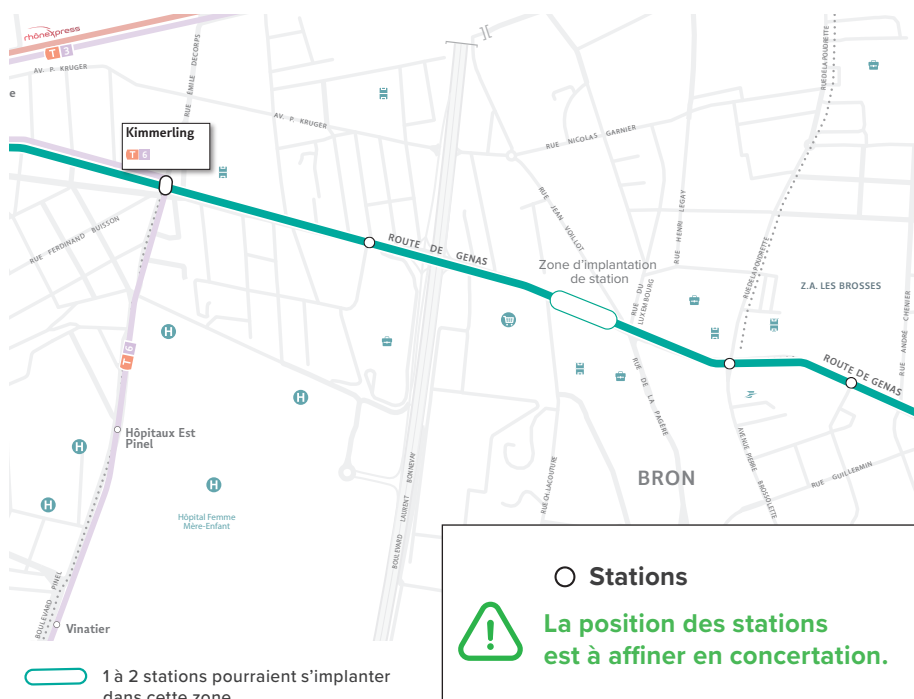 rhônexpress
T 3
AV. P. KRUGER
RUE EMILE DECORPS
e
AV. P. KRUGER
Kimmerling
T 6
RUE FERDINAND BUISSON
ROUTE DE GENAS
RUE NICOLAS GARNIER
RUE JEAN VOILLOT
RUE HENRI LEGAY
RUE DE LA POUDRETTE
Zone d'implantation
de station
RUE DU
LUXEMBOURG
RUE DE LA POUDRETTE
Z.A. LES BROSSES
RUE ANDRÉ CHENIER
ROUTE DE GENAS
H
T 6
H
Hôpitaux Est
Pinel
H
H
H
Hôpital Femme
Mère-Enfant
BOULEVARD LAURENT BONNEVAY
RUE CH. LACOUTURE
RUE DE LA PAGÈRE
BRON
AVENUE PIERRE BROSSOLETTE
RUE GUILLERMIN
BOULEVARD PINEL
Vinatier
Stations
La position des stations
est à affiner en concertation.
1 à 2 stations pourraient s'implanter
dans cette zone